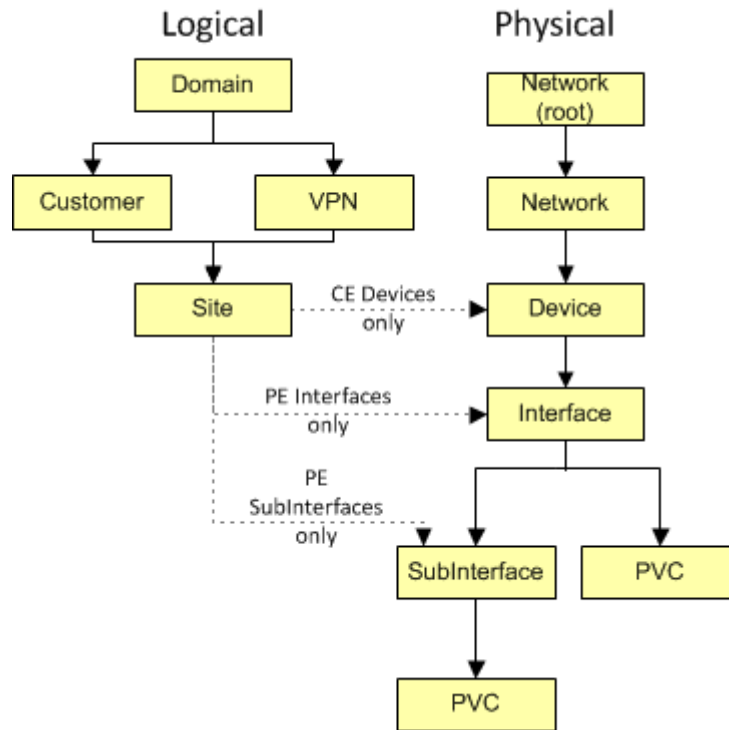 Logical
Physical
Domain
Network
(root)
Customer
VPN
Network
Site
CE Devices
only
Device
PE Interfaces
only
Interface
PE
SubInterfaces
only
SubInterface
PVC
PVC